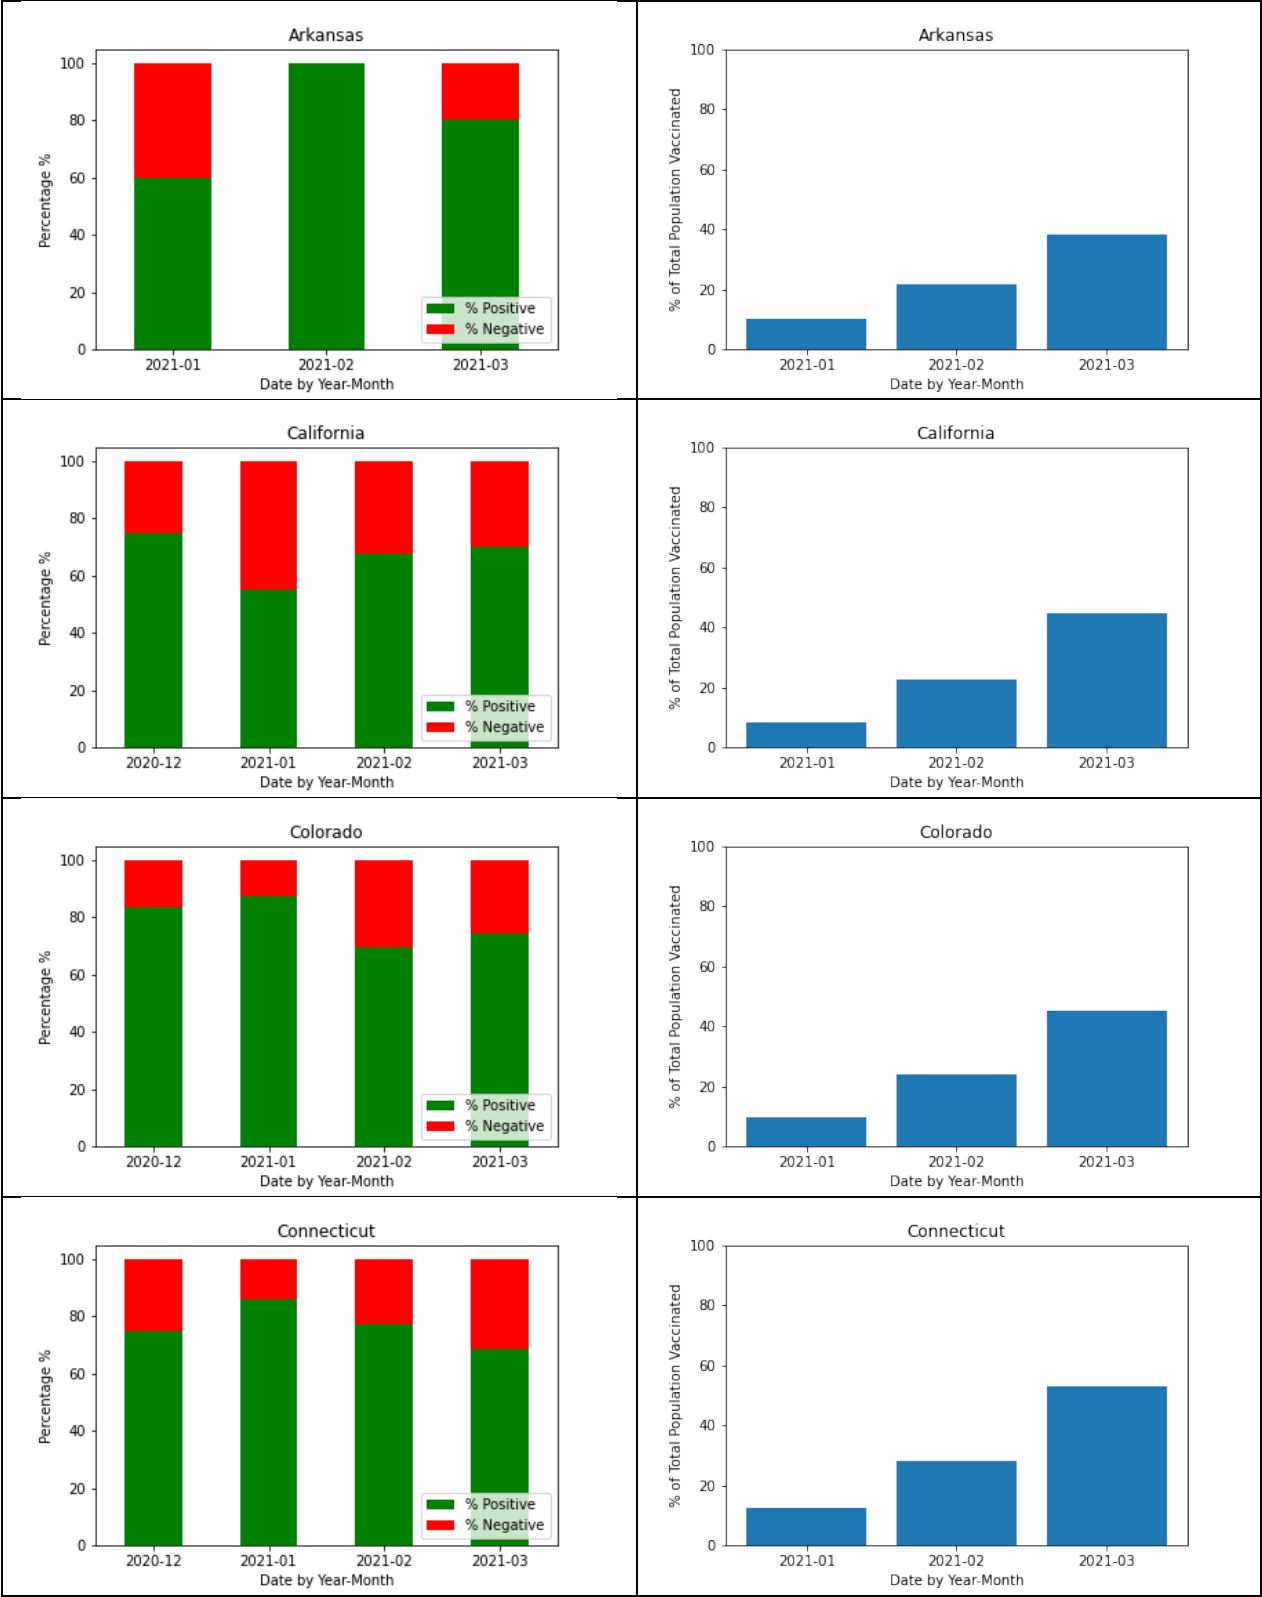 Arkansas
Percentage %
100
80
60
40
20
0
% Positive
% Negative
2021-01 2021-02 2021-03
Date by Year-Month
Arkansas
% of Total Population Vaccinated
100
80
60
40
20
0
2021-01 2021-02 2021-03
Date by Year-Month
California
Percentage %
100
80
60
40
20
0
% Positive
% Negative
2020-12 2021-01 2021-02 2021-03
Date by Year-Month
California
% of Total Population Vaccinated
100
80
60
40
20
0
2021-01 2021-02 2021-03
Date by Year-Month
Colorado
Percentage %
100
80
60
40
20
0
% Positive
% Negative
2020-12 2021-01 2021-02 2021-03
Date by Year-Month
Colorado
% of Total Population Vaccinated
100
80
60
40
20
0
2021-01 2021-02 2021-03
Date by Year-Month
Connecticut
Percentage %
100
80
60
40
20
0
% Positive
% Negative
2020-12 2021-01 2021-02 2021-03
Date by Year-Month
Connecticut
% of Total Population Vaccinated
100
80
60
40
20
0
2021-01 2021-02 2021-03
Date by Year-Month